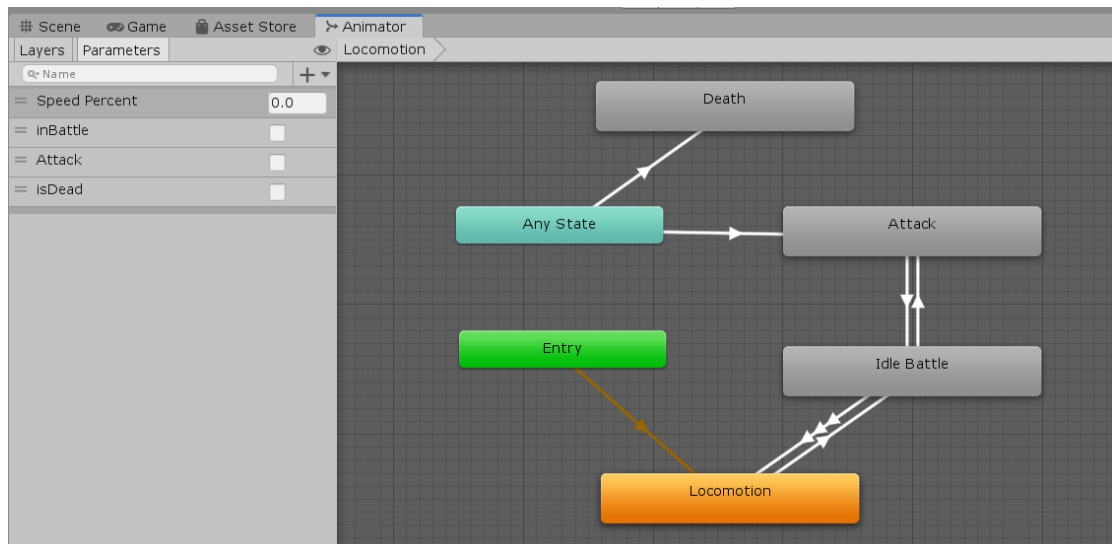 Scene Game Asset Store Animator
Layers Parameters Locomotion
Name
Speed Percent 0.0
inBattle
Attack
isDead
Death
Any State
Attack
Entry
Idle Battle
Locomotion